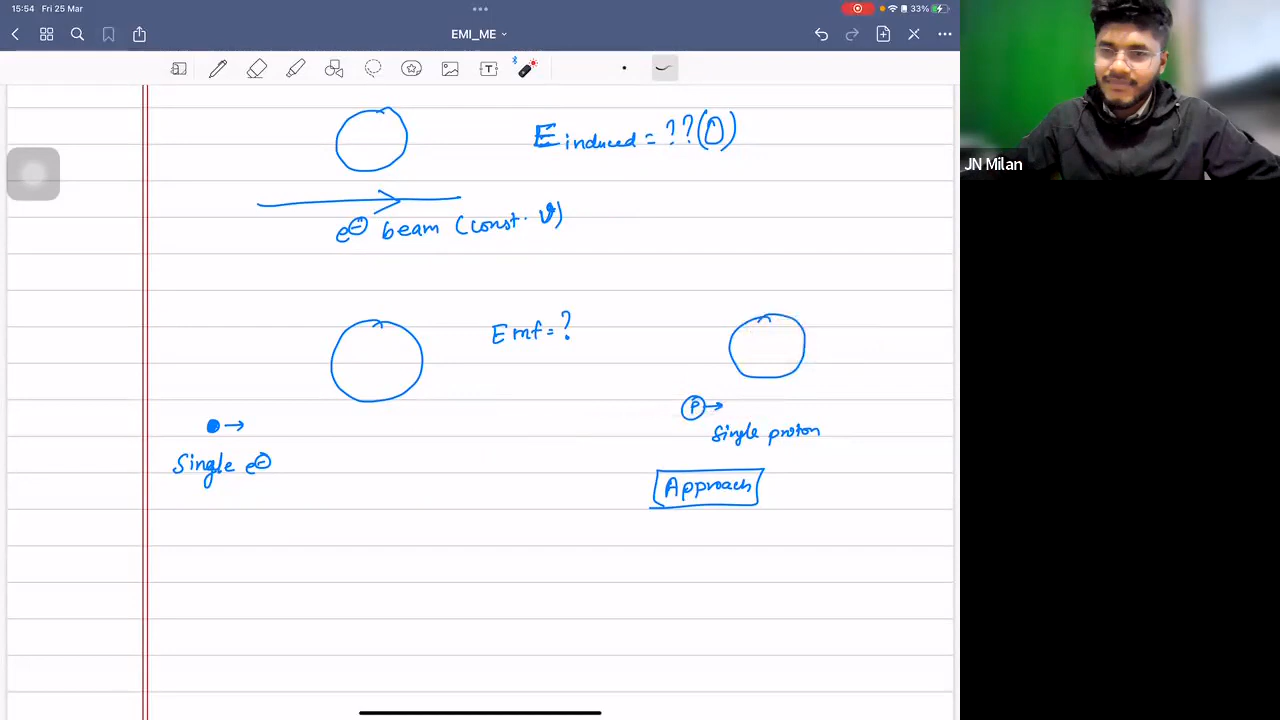 15:54 Fri 25 Mar
33%
EMI_ME
E induced = ??(0)
e⊖ beam (const. v)
Emf = ?
P
Single proton
Single e⊖
Approach
JN Milan